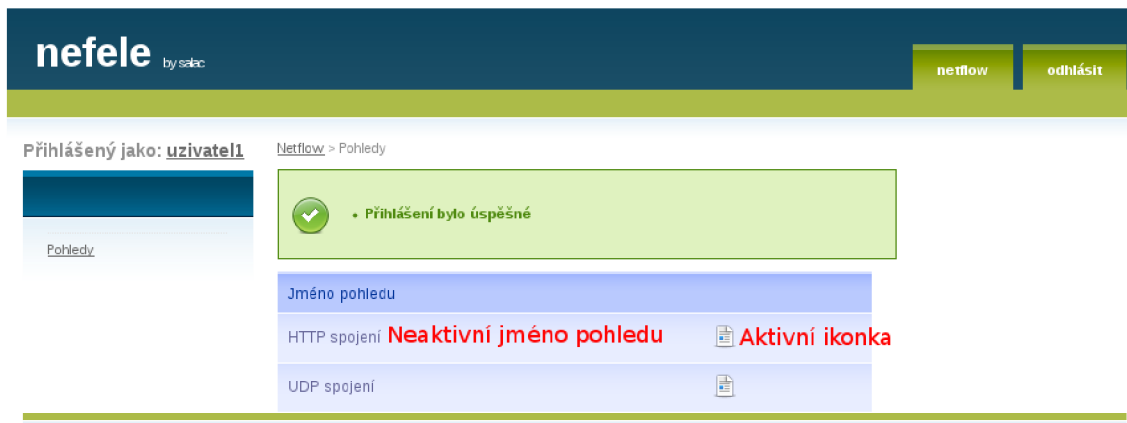 nefele by salac
netflow odhlásit
Přihlášený jako: uzivatel1
Netflow > Pohledy
• Přihlášení bylo úspěšné
Pohledy
Jméno pohledu
HTTP spojení Neaktivní jméno pohledu Aktivní ikonka
UDP spojení